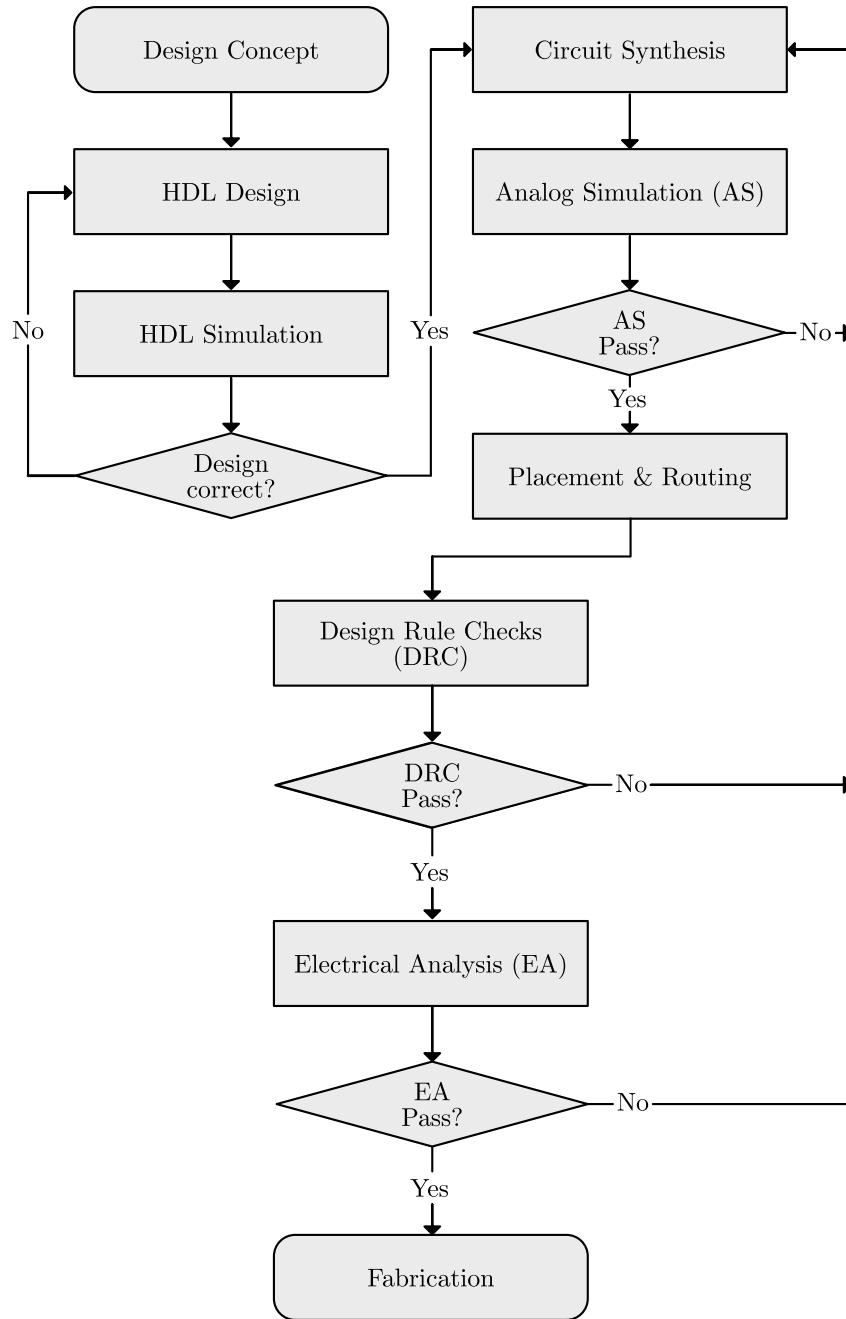 Design Concept
HDL Design
HDL Simulation
No
Design
correct?
Yes
Circuit Synthesis
Analog Simulation (AS)
AS
Pass?
No
Yes
Placement & Routing
Design Rule Checks
(DRC)
DRC
Pass?
No
Yes
Electrical Analysis (EA)
EA
Pass?
No
Yes
Fabrication